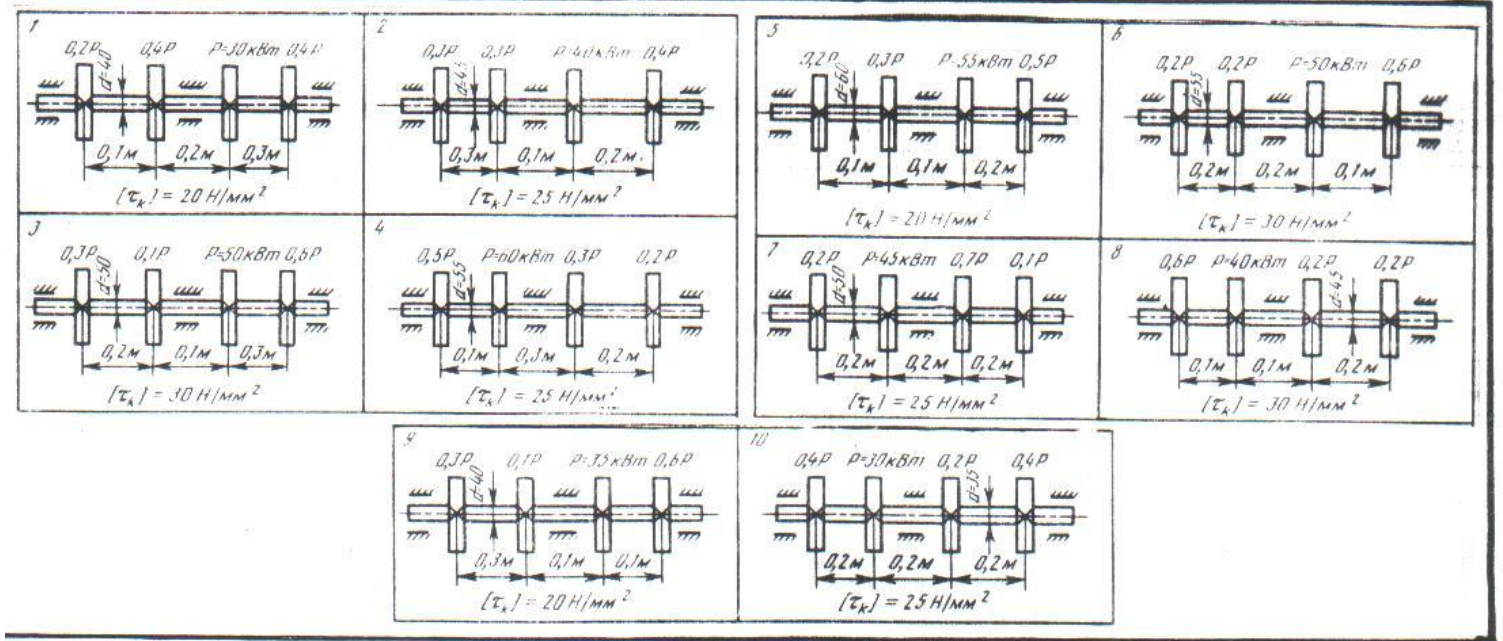 1
0,2P 0,4P P=30кВт 0,4P
d=40
0,1м 0,2м 0,3м
[τк] = 20 Н/мм²
2
0,3P 0,3P P=40кВт 0,4P
d=45
0,3м 0,1м 0,2м
[τк] = 25 Н/мм²
3
0,3P 0,1P P=50кВт 0,6P
d=50
0,2м 0,1м 0,3м
[τк] = 30 Н/мм²
4
0,5P P=60кВт 0,3P 0,2P
d=55
0,1м 0,3м 0,2м
[τк] = 25 Н/мм²
5
0,2P 0,3P P=55кВт 0,5P
d=60
0,1м 0,1м 0,2м
[τк] = 20 Н/мм²
6
0,2P 0,2P P=50кВт 0,6P
d=55
0,2м 0,2м 0,1м
[τк] = 30 Н/мм²
7
0,2P P=45кВт 0,7P 0,1P
d=50
0,2м 0,2м 0,2м
[τк] = 25 Н/мм²
8
0,6P P=40кВт 0,2P 0,2P
d=45
0,1м 0,1м 0,2м
[τк] = 30 Н/мм²
9
0,3P 0,1P P=35кВт 0,6P
d=40
0,3м 0,1м 0,1м
[τк] = 20 Н/мм²
10
0,4P P=30кВт 0,2P 0,4P
d=35
0,2м 0,2м 0,2м
[τк] = 25 Н/мм²